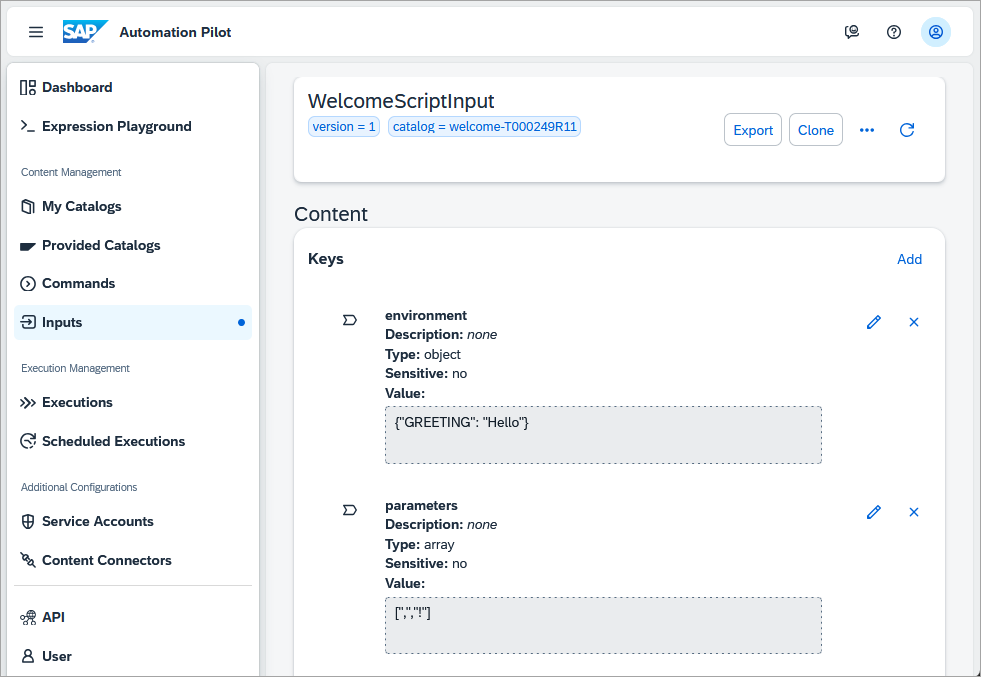 SAP Automation Pilot
Dashboard
Expression Playground
Content Management
My Catalogs
Provided Catalogs
Commands
Inputs
Execution Management
Executions
Scheduled Executions
Additional Configurations
Service Accounts
Content Connectors
API
User
WelcomeScriptInput
version = 1 catalog = welcome-T000249R11
Export Clone
Content
Keys Add
environment
Description: none
Type: object
Sensitive: no
Value:
{"GREETING": "Hello"}
parameters
Description: none
Type: array
Sensitive: no
Value:
[",","!"]